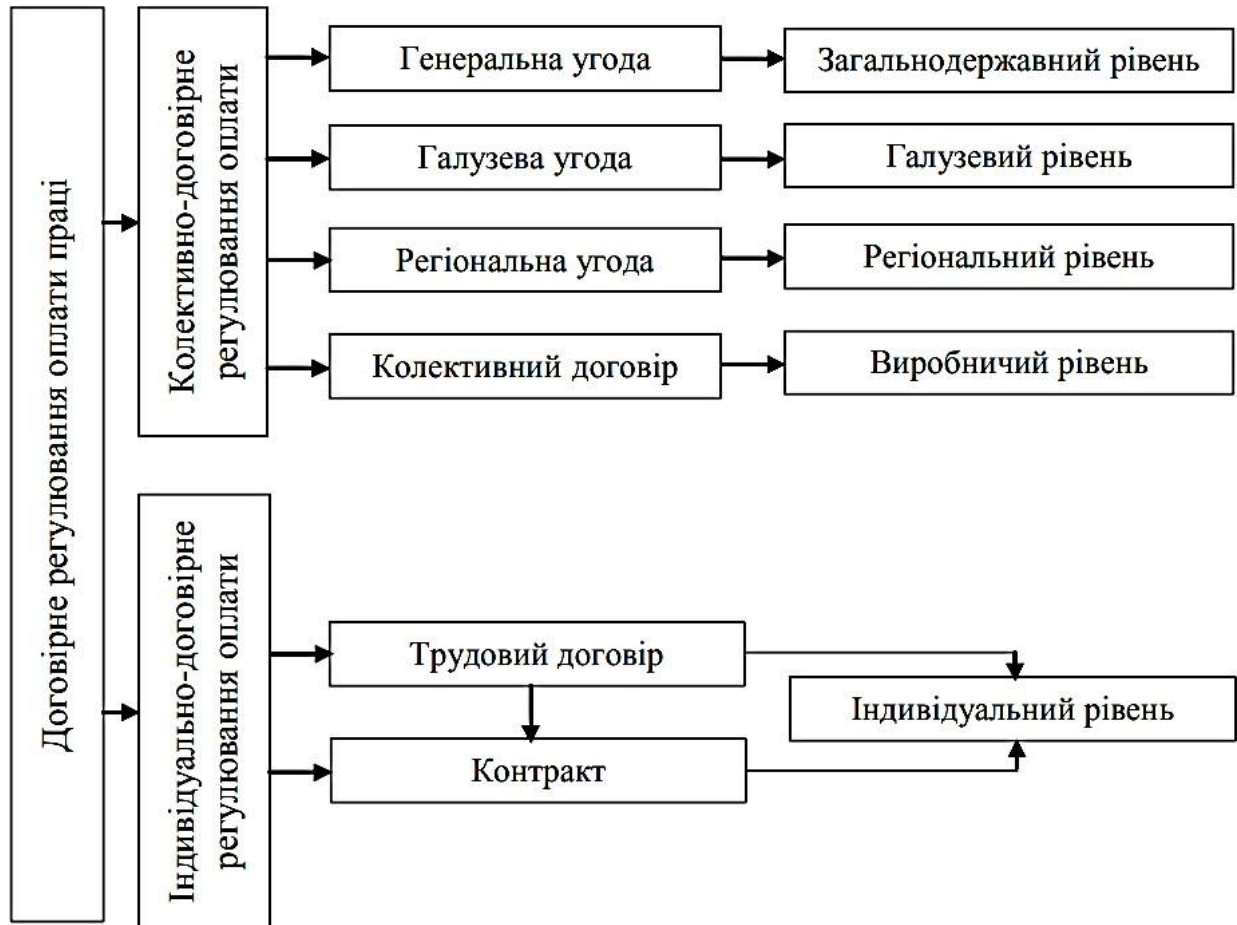 Договірне регулювання оплати праці
Колективно-договірне
регулювання оплати
Генеральна угода
Загальнодержавний рівень
Галузева угода
Галузевий рівень
Регіональна угода
Регіональний рівень
Колективний договір
Виробничий рівень
Індивідуально-договірне
регулювання оплати
Трудовий договір
Індивідуальний рівень
Контракт